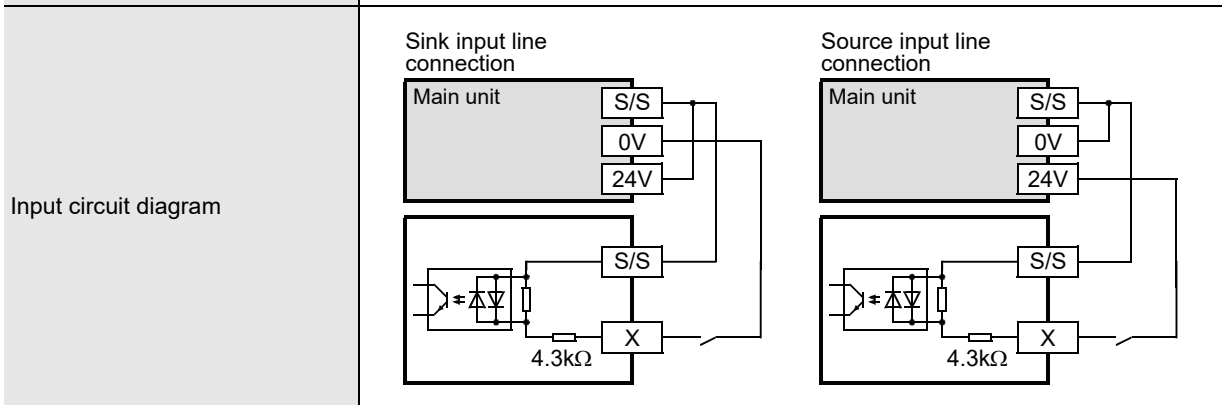 Input circuit diagram
Sink input line
connection
Main unit
S/S
0V
24V
S/S
X
4.3kΩ
Source input line
connection
Main unit
S/S
0V
24V
S/S
X
4.3kΩ